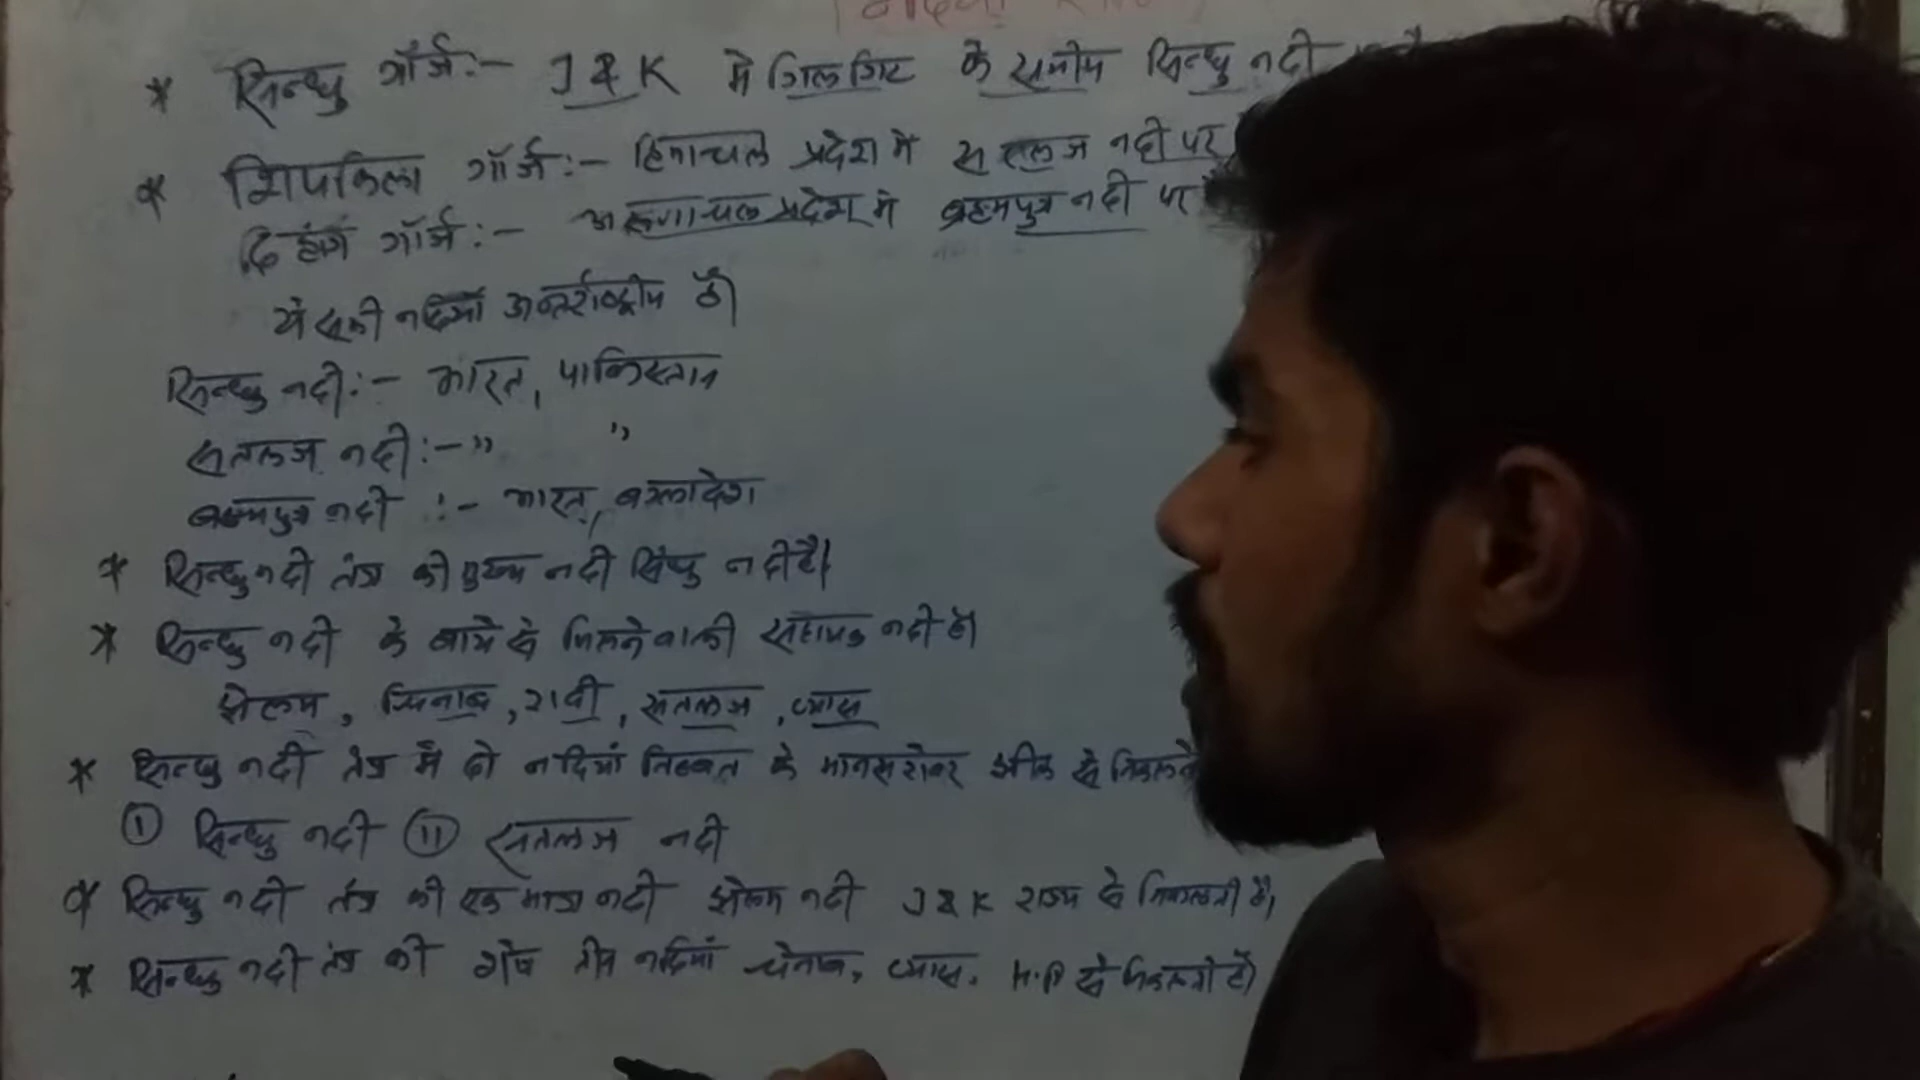 * सिन्धु गॉर्ज :- J & K मे गिलगिट के समीप सिन्धु नदी
* शिपकिला गॉर्ज :- हिमाचल प्रदेश मे सतलज नदी पर
दिहांग गॉर्ज :- अरुणाचल प्रदेश मे ब्रह्मपुत्र नदी पर
ये सभी नदियाँ अन्तर्राष्ट्रीय है।
सिन्धु नदी :- भारत, पाकिस्तान
सतलज नदी :- " "
ब्रह्मपुत्र नदी :- भारत, बंग्लादेश
* सिन्धु नदी तंत्र की मुख्य नदी सिंधु नदी है।
* सिन्धु नदी के बाये से मिलने वाली सहायक नदी है।
झेलम, चिनाब, रावी, सतलज, व्यास
* सिन्धु नदी तंत्र मे दो नदियां तिब्बत के मानसरोवर झील से निकलने
① सिन्धु नदी ⑪ सतलज नदी
* सिन्धु नदी तंत्र की एक मात्र नदी झेलम नदी J & K राज्य से निकलती है।
* सिन्धु नदी तंत्र की शेष तीन नदियां चेनाब, व्यास, H.P से निकलती है।